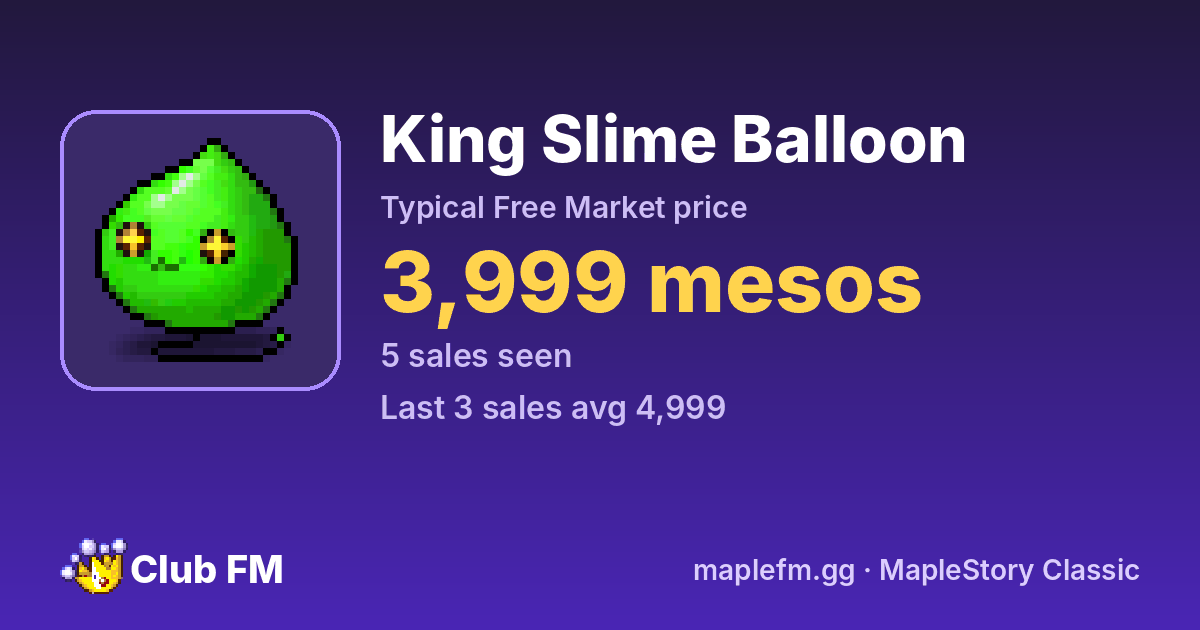 King Slime Balloon
Typical Free Market price
3,999 mesos
5 sales seen
Last 3 sales avg 4,999
Club FM
maplefm.gg · MapleStory Classic